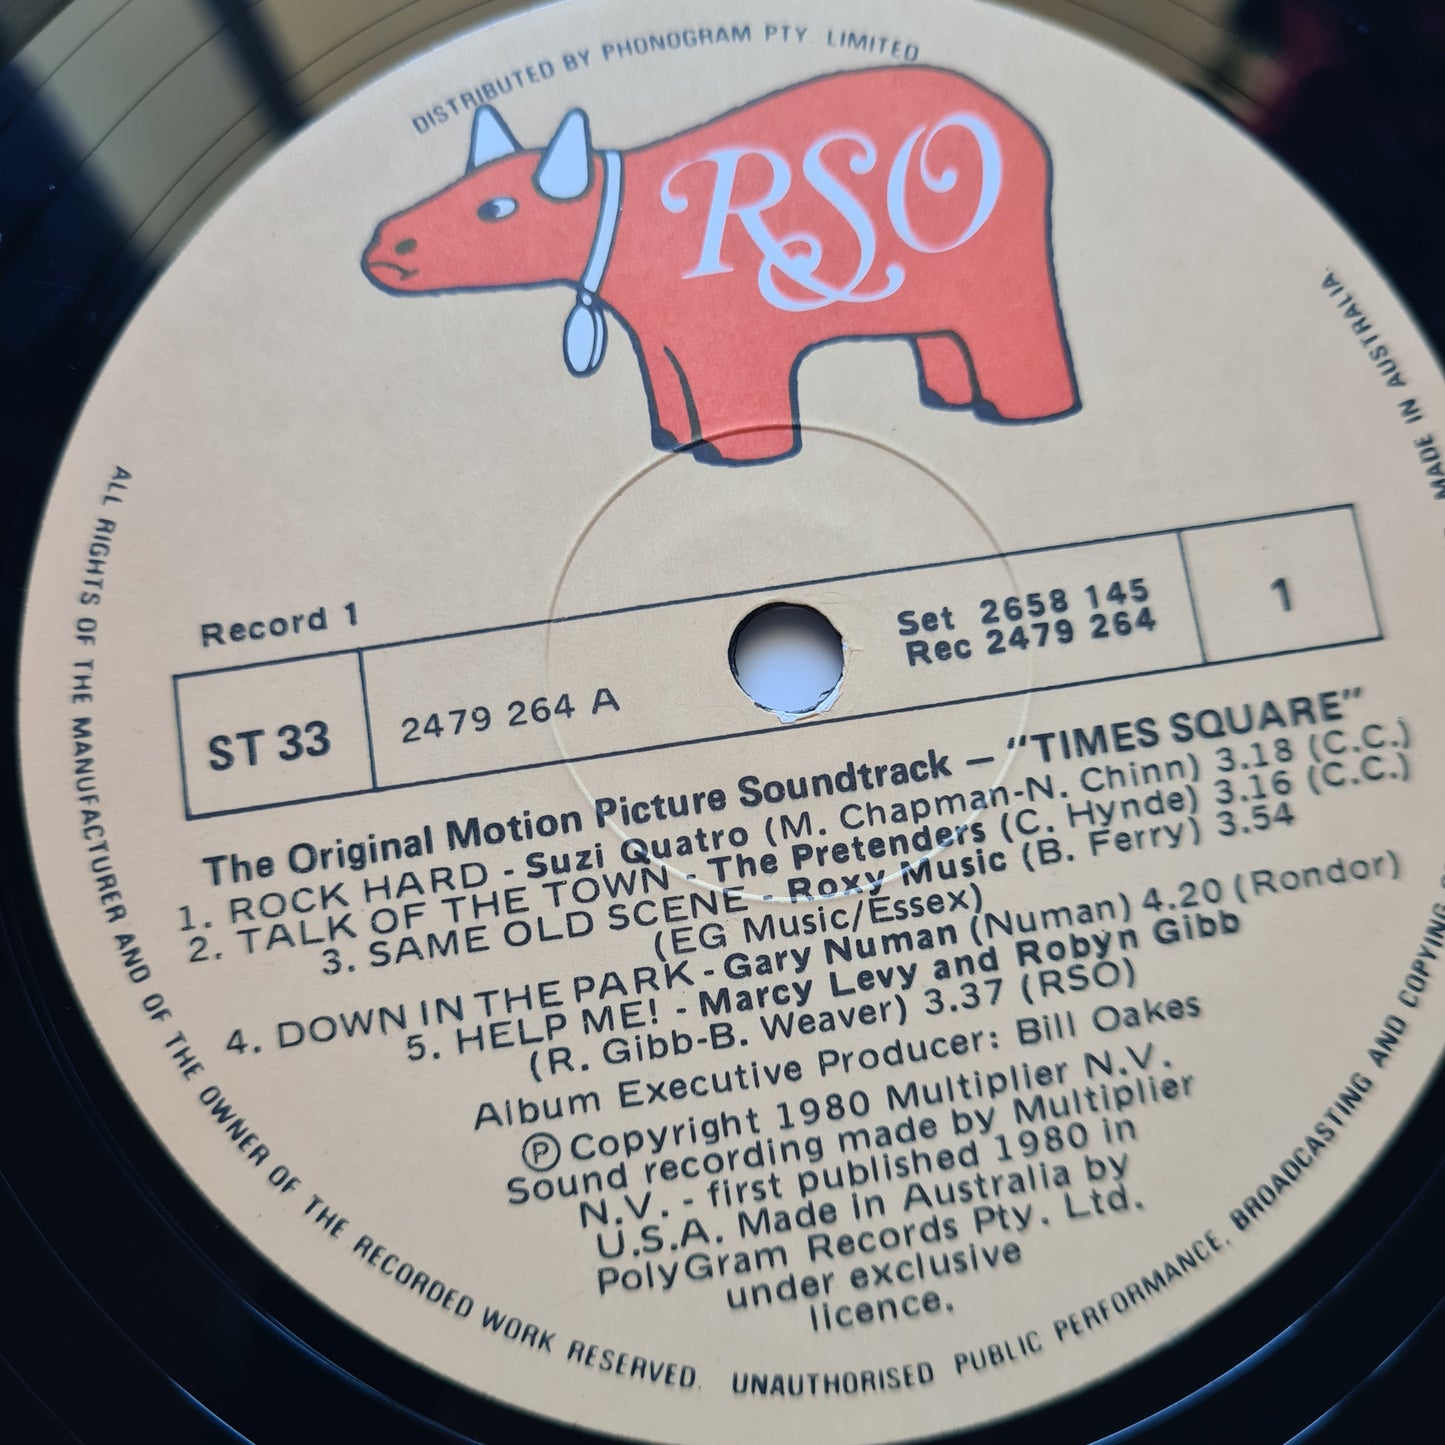 DISTRIBUTED BY PHONOGRAM PTY. LIMITED
RSO
MADE IN AUSTRALIA.
Record 1
ST 33
2479 264 A
Set 2658 145
Rec 2479 264
1
The Original Motion Picture Soundtrack – "TIMES SQUARE"
1. ROCK HARD - Suzi Quatro (M. Chapman-N. Chinn) 3.18 (C.C.)
2. TALK OF THE TOWN - The Pretenders (C. Hynde) 3.16 (C.C.)
3. SAME OLD SCENE - Roxy Music (B. Ferry) 3.54
(EG Music/Essex)
4. DOWN IN THE PARK - Gary Numan (Numan) 4.20 (Rondor)
5. HELP ME! - Marcy Levy and Robyn Gibb
(R. Gibb-B. Weaver) 3.37 (RSO)
Album Executive Producer: Bill Oakes
Ⓟ Copyright 1980 Multiplier N.V.
Sound recording made by Multiplier
N.V. - first published 1980 in
U.S.A. Made in Australia by
PolyGram Records Pty. Ltd.
under exclusive
licence.
ALL RIGHTS OF THE MANUFACTURER AND OF THE OWNER OF THE RECORDED WORK RESERVED. UNAUTHORISED PUBLIC PERFORMANCE, BROADCASTING AND COPYING